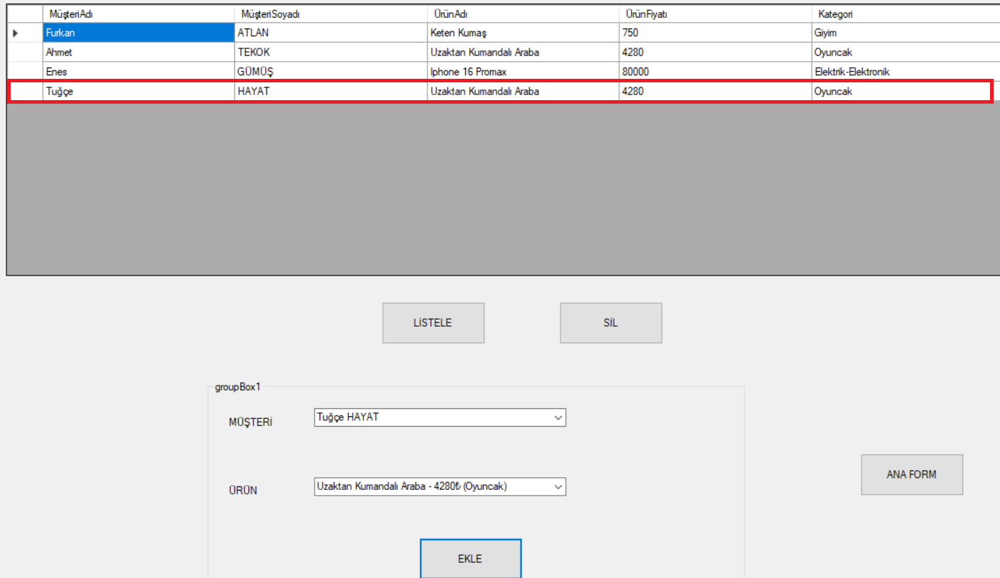 MüşteriAdı MüşteriSoyadı ÜrünAdı ÜrünFiyatı Kategori
Furkan ATLAN Keten Kumaş 750 Giyim
Ahmet TEKOK Uzaktan Kumandalı Araba 4280 Oyuncak
Enes GÜMÜŞ Iphone 16 Promax 80000 Elektrik-Elektronik
Tuğçe HAYAT Uzaktan Kumandalı Araba 4280 Oyuncak
LİSTELE SİL
groupBox1
MÜŞTERİ Tuğçe HAYAT
ANA FORM
ÜRÜN Uzaktan Kumandalı Araba - 4280₺ (Oyuncak)
EKLE